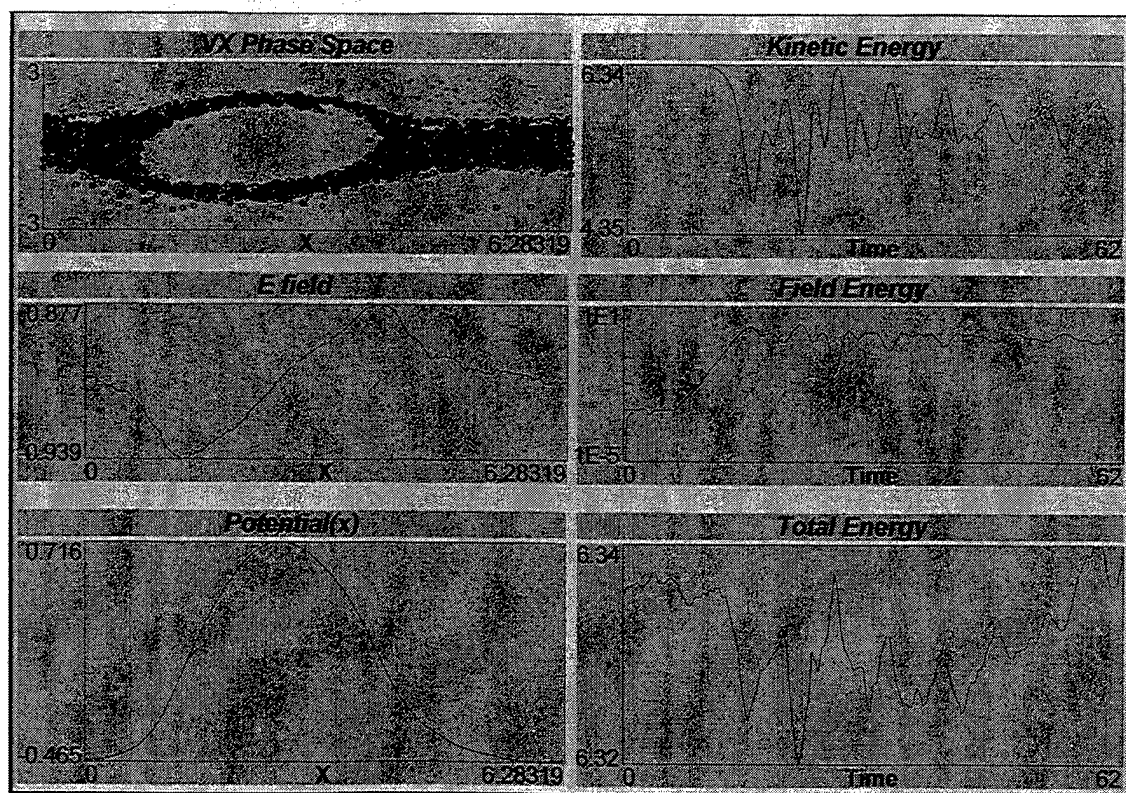 VX Phase Space
3
-3
0
X
6.28319
Kinetic Energy
6.34
4.35
0
Time
62
E field
0.877
-0.939
0
X
6.28319
Field Energy
1E1
1E-5
0
Time
62
Potential(x)
0.716
-0.465
0
X
6.28319
Total Energy
6.34
6.32
0
Time
62